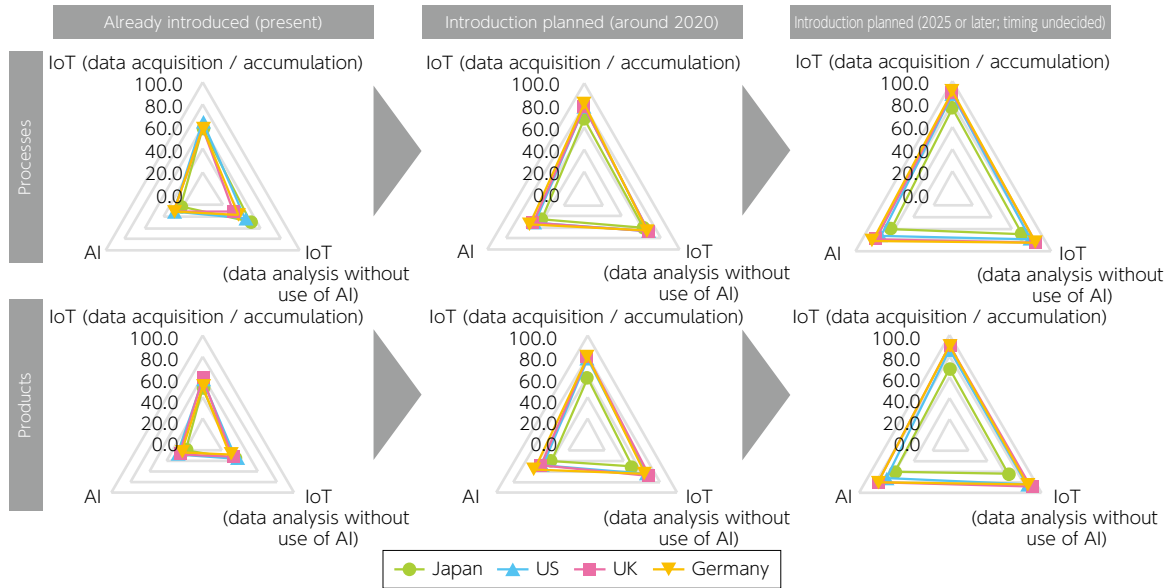 Already introduced (present)
Introduction planned (around 2020)
Introduction planned (2025 or later; timing undecided)
Processes
IoT (data acquisition / accumulation)
100.0
80.0
60.0
40.0
20.0
0.0
AI
IoT
(data analysis without
use of AI)
IoT (data acquisition / accumulation)
100.0
80.0
60.0
40.0
20.0
0.0
AI
IoT
(data analysis without
use of AI)
IoT (data acquisition / accumulation)
100.0
80.0
60.0
40.0
20.0
0.0
AI
IoT
(data analysis without
use of AI)
Products
IoT (data acquisition / accumulation)
100.0
80.0
60.0
40.0
20.0
0.0
AI
IoT
(data analysis without
use of AI)
IoT (data acquisition / accumulation)
100.0
80.0
60.0
40.0
20.0
0.0
AI
IoT
(data analysis without
use of AI)
IoT (data acquisition / accumulation)
100.0
80.0
60.0
40.0
20.0
0.0
AI
IoT
(data analysis without
use of AI)
Japan
US
UK
Germany